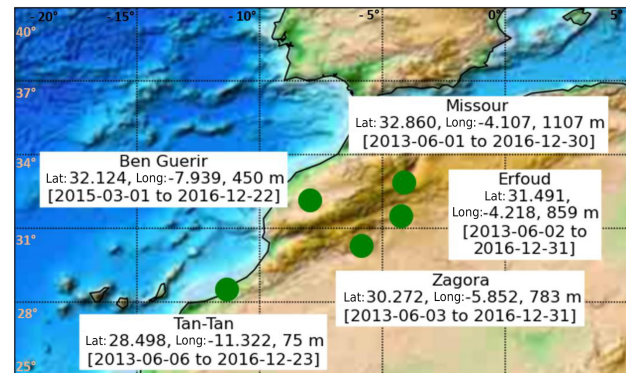 -20° -15° -10° -5° 0° 5°
40°
37°
Missour
Lat: 32.860, Long:-4.107, 1107 m
[2013-06-01 to 2016-12-30]
34°
Ben Guerir
Lat: 32.124, Long:-7.939, 450 m
[2015-03-01 to 2016-12-22]
Erfoud
Lat: 31.491,
Long:-4.218, 859 m
[2013-06-02 to
2016-12-31]
31°
Zagora
Lat: 30.272, Long:-5.852, 783 m
[2013-06-03 to 2016-12-31]
28°
Tan-Tan
Lat: 28.498, Long:-11.322, 75 m
[2013-06-06 to 2016-12-23]
25°